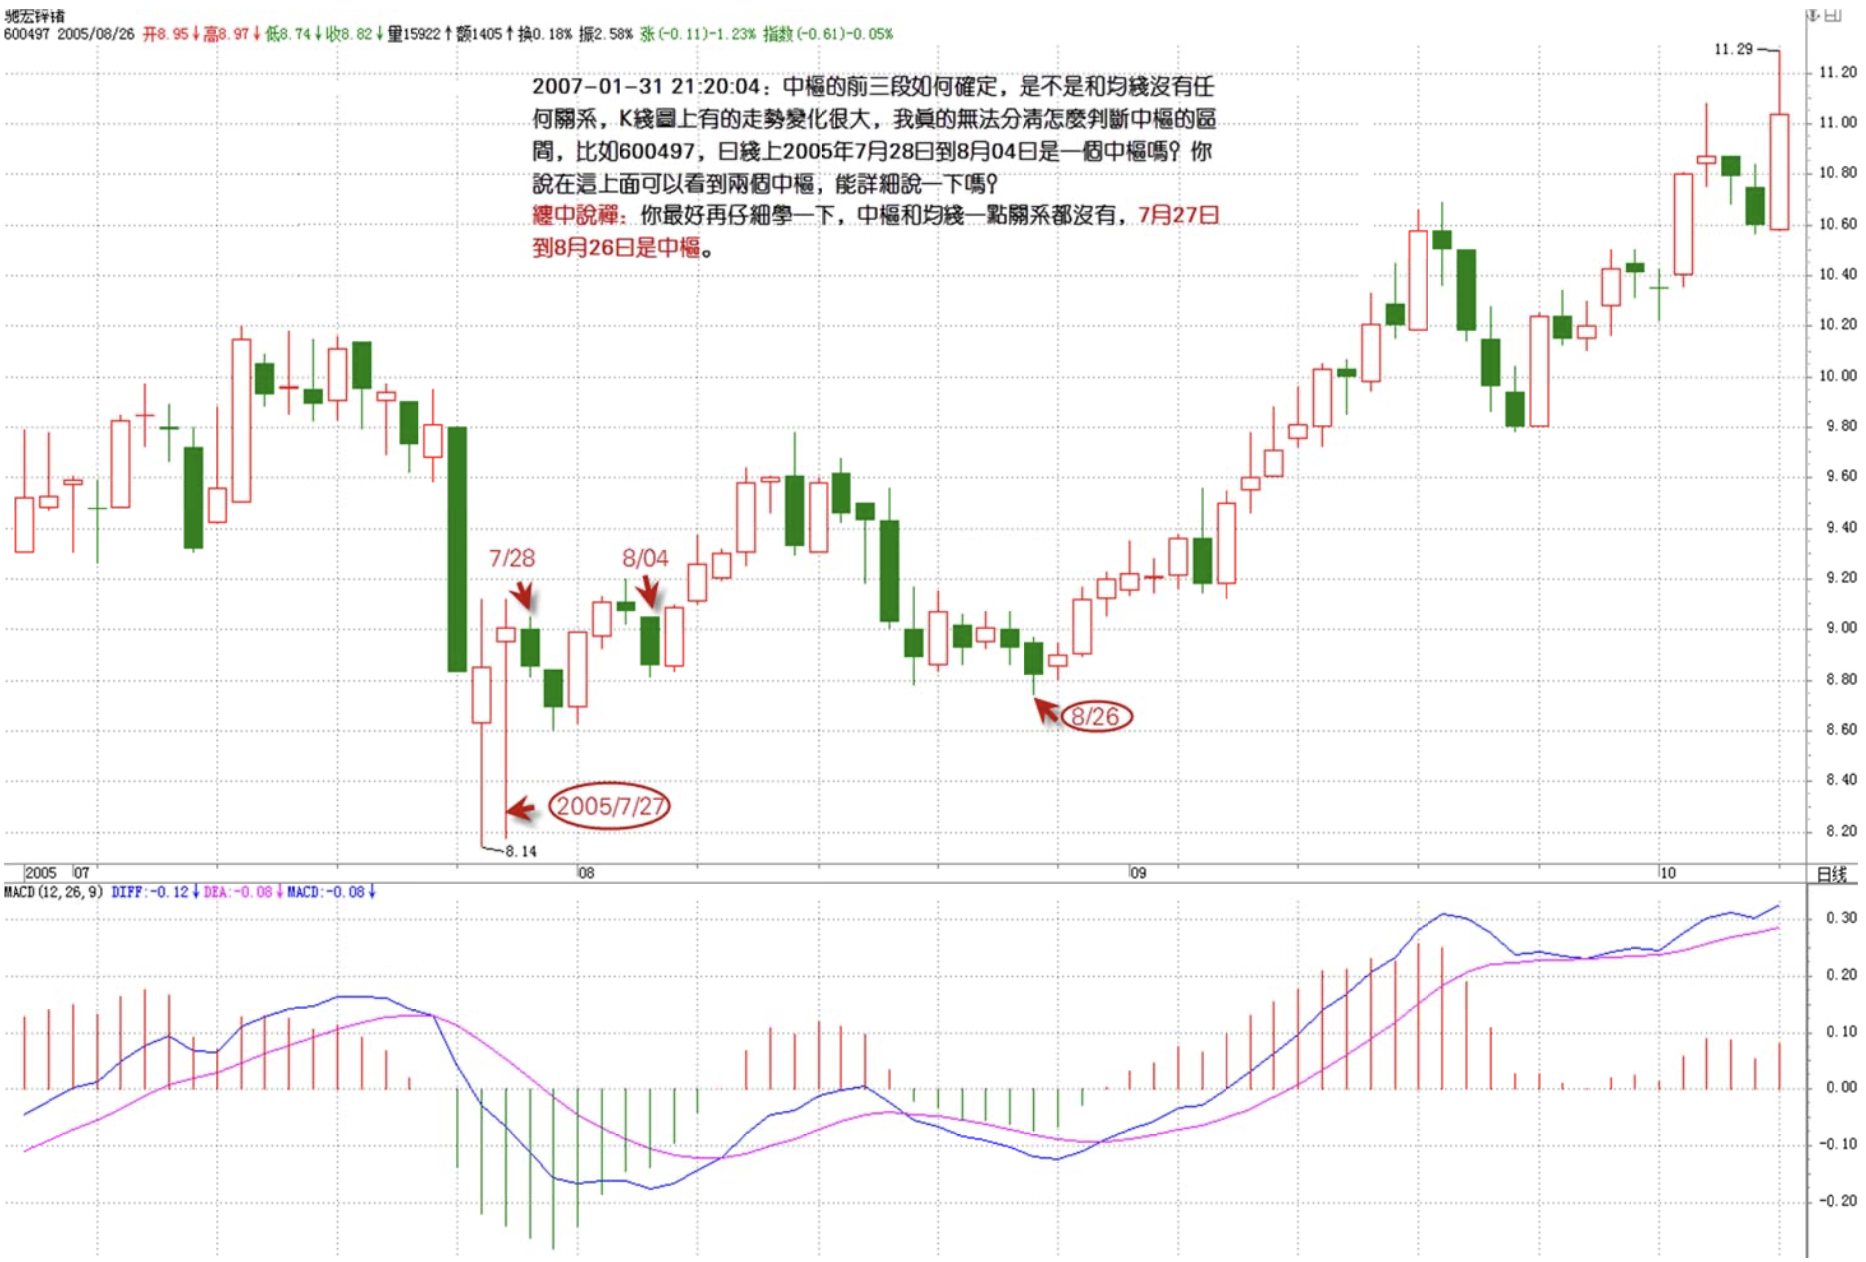 驰宏锌锗
600497 2005/08/26 开8.95↓高8.97↓低8.74↓收8.82↓量15922↑额1405↑换0.18% 振2.58% 涨(-0.11)-1.23% 指数(-0.61)-0.05%
11.29
2007-01-31 21:20:04：中樞的前三段如何確定，是不是和均綫沒有任
何關系，K綫圖上有的走勢變化很大，我真的無法分清怎麼判斷中樞的區
間，比如600497，日綫上2005年7月28日到8月04日是一個中樞嗎？你
說在這上面可以看到兩個中樞，能詳細說一下嗎？
纏中說禪：你最好再仔細學一下，中樞和均綫一點關系都沒有，7月27日
到8月26日是中樞。
11.20
11.00
10.80
10.60
10.40
10.20
10.00
9.80
9.60
9.40
9.20
9.00
8.80
8.60
8.40
8.20
7/28
8/04
8/26
2005/7/27
8.14
2005 07 08 09 10 日线
MACD(12,26,9) DIFF:-0.12↓ DEA:-0.08↓ MACD:-0.08↓
0.30
0.20
0.10
0.00
-0.10
-0.20